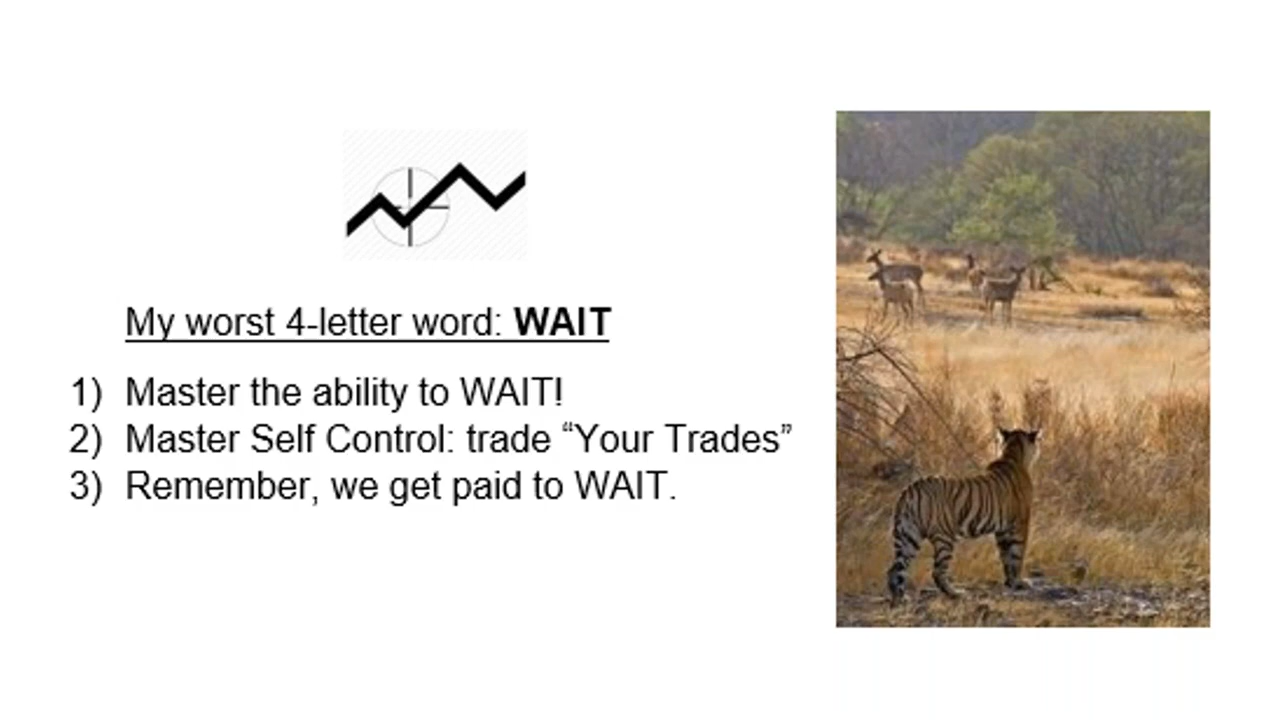 My worst 4-letter word: WAIT
1) Master the ability to WAIT!
2) Master Self Control: trade “Your Trades”
3) Remember, we get paid to WAIT.